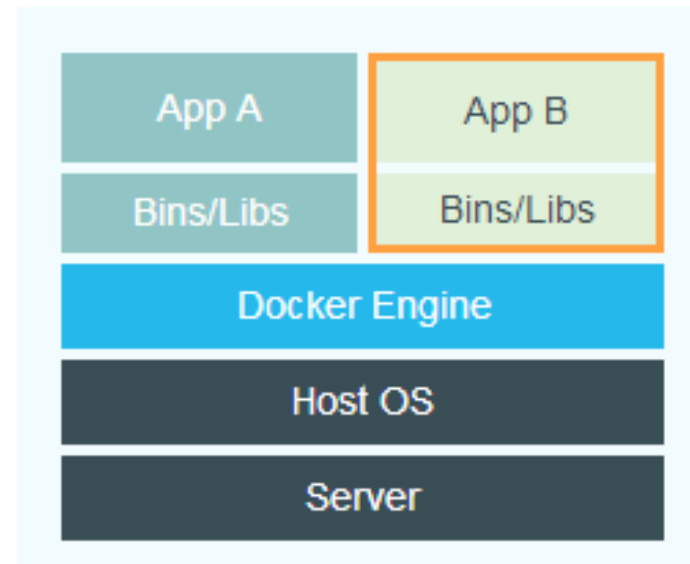 App A
App B
Bins/Libs
Bins/Libs
Docker Engine
Host OS
Server